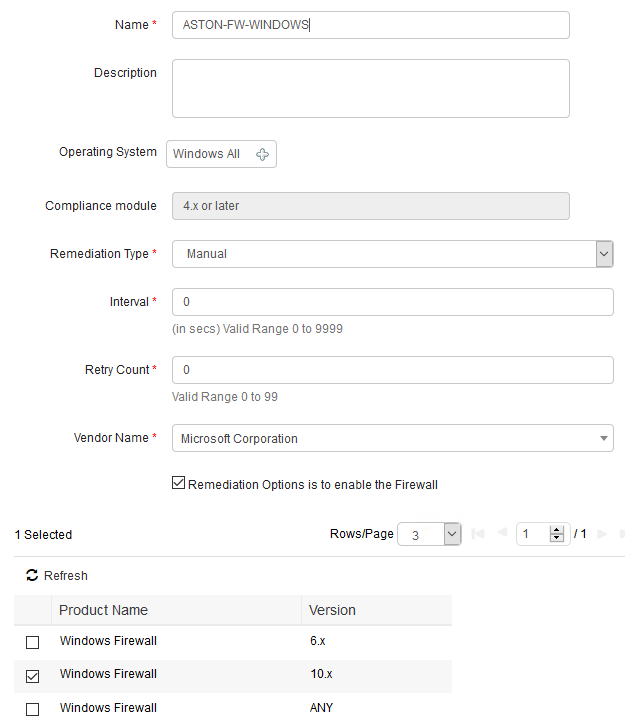 Name * ASTON-FW-WINDOWS
Description
Operating System Windows All
Compliance module 4.x or later
Remediation Type * Manual
Interval * 0
(in secs) Valid Range 0 to 9999
Retry Count * 0
Valid Range 0 to 99
Vendor Name * Microsoft Corporation
Remediation Options is to enable the Firewall
1 Selected Rows/Page 3 1 / 1
Refresh
Product Name Version
Windows Firewall 6.x
Windows Firewall 10.x
Windows Firewall ANY